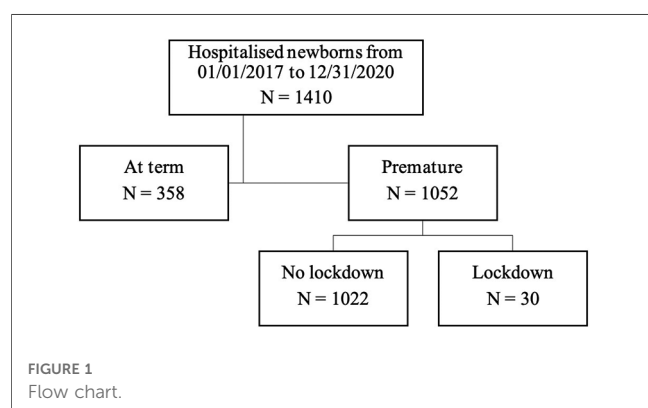 Hospitalised newborns from
01/01/2017 to 12/31/2020
N = 1410
At term
N = 358
Premature
N = 1052
No lockdown
N = 1022
Lockdown
N = 30
FIGURE 1
Flow chart.